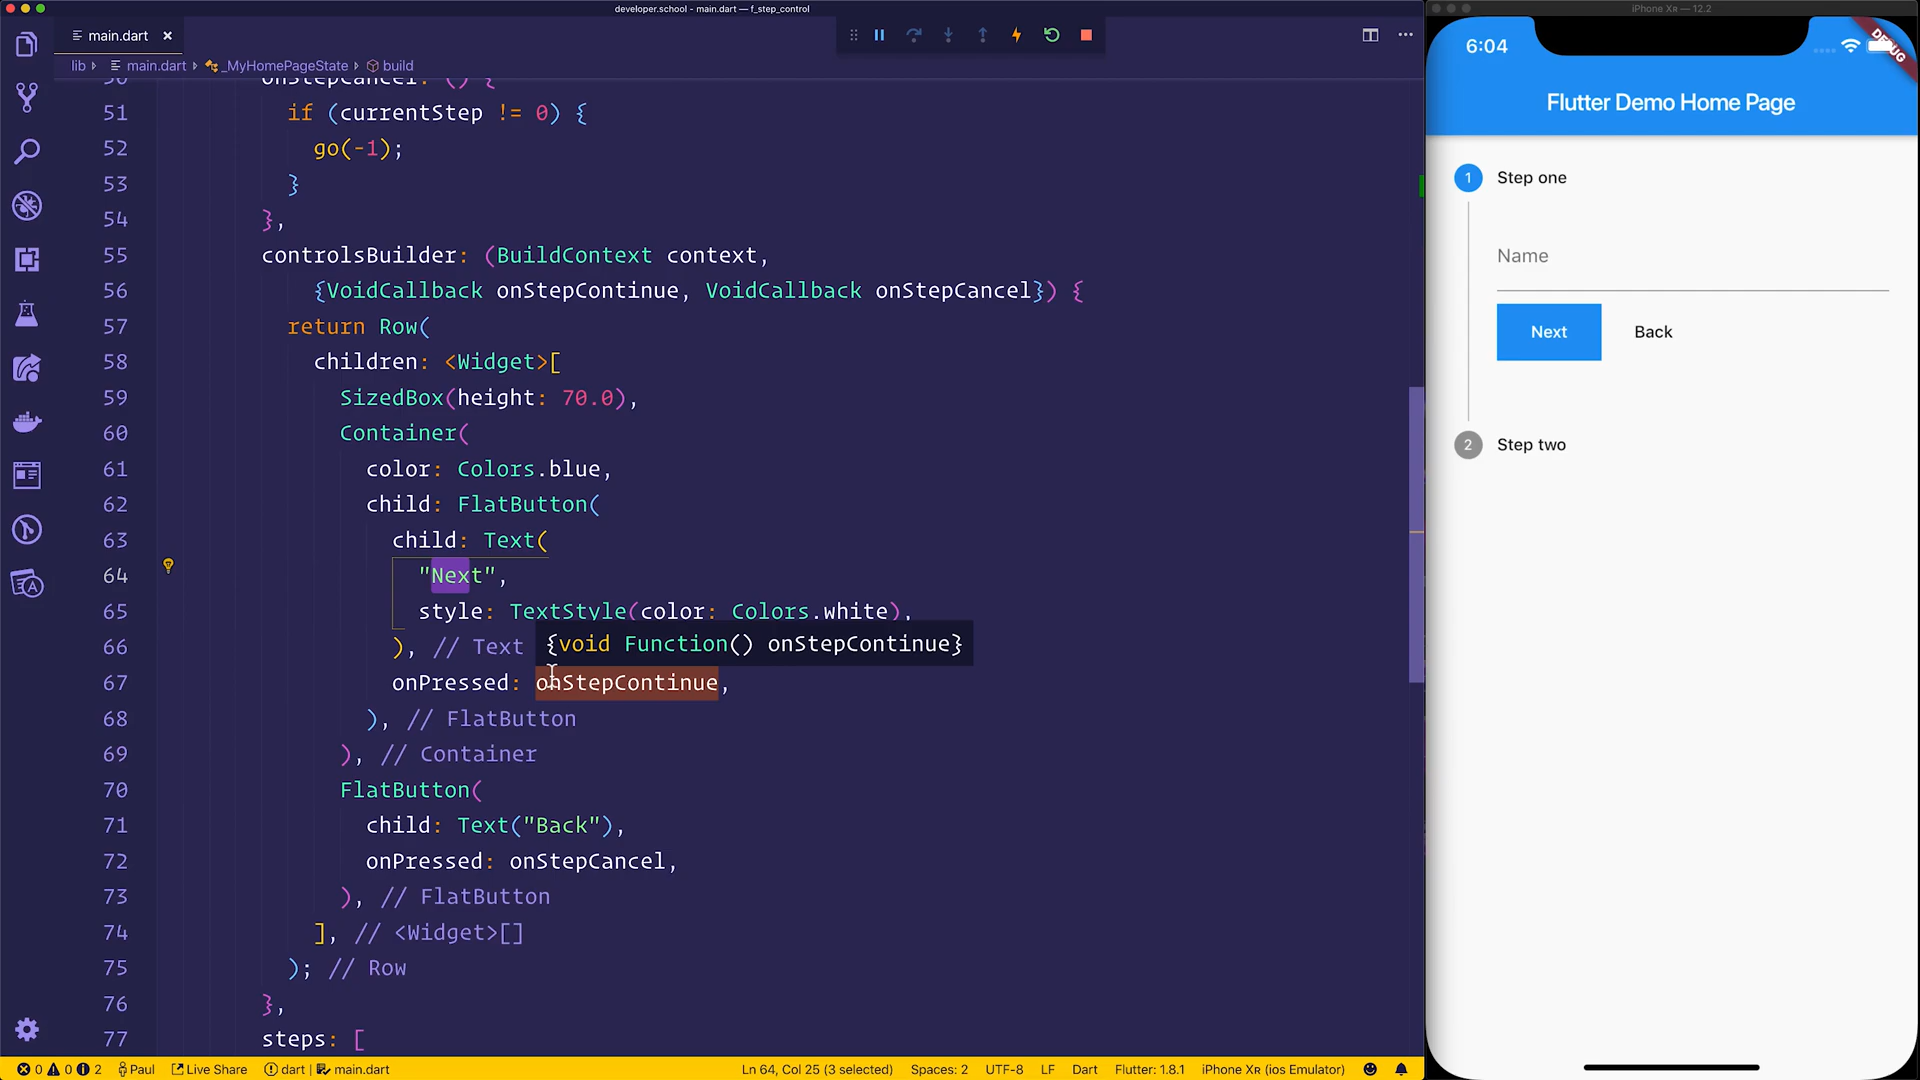 developer.school - main.dart — f_step_control
main.dart
lib › main.dart › _MyHomePageState › build
50 onStepCancel: () {
51 if (currentStep != 0) {
52 go(-1);
53 }
54 },
55 controlsBuilder: (BuildContext context,
56 {VoidCallback onStepContinue, VoidCallback onStepCancel}) {
57 return Row(
58 children: <Widget>[
59 SizedBox(height: 70.0),
60 Container(
61 color: Colors.blue,
62 child: FlatButton(
63 child: Text(
64 "Next",
65 style: TextStyle(color: Colors.white),
66 ), // Text
{void Function() onStepContinue}
67 onPressed: onStepContinue,
68 ), // FlatButton
69 ), // Container
70 FlatButton(
71 child: Text("Back"),
72 onPressed: onStepCancel,
73 ), // FlatButton
74 ], // <Widget>[]
75 ); // Row
76 },
77 steps: [
0 0 2 Paul Live Share dart | main.dart Ln 64, Col 25 (3 selected) Spaces: 2 UTF-8 LF Dart Flutter: 1.8.1 iPhone Xʀ (ios Emulator)
iPhone Xʀ — 12.2
6:04
DEBUG
Flutter Demo Home Page
1 Step one
Name
Next Back
2 Step two